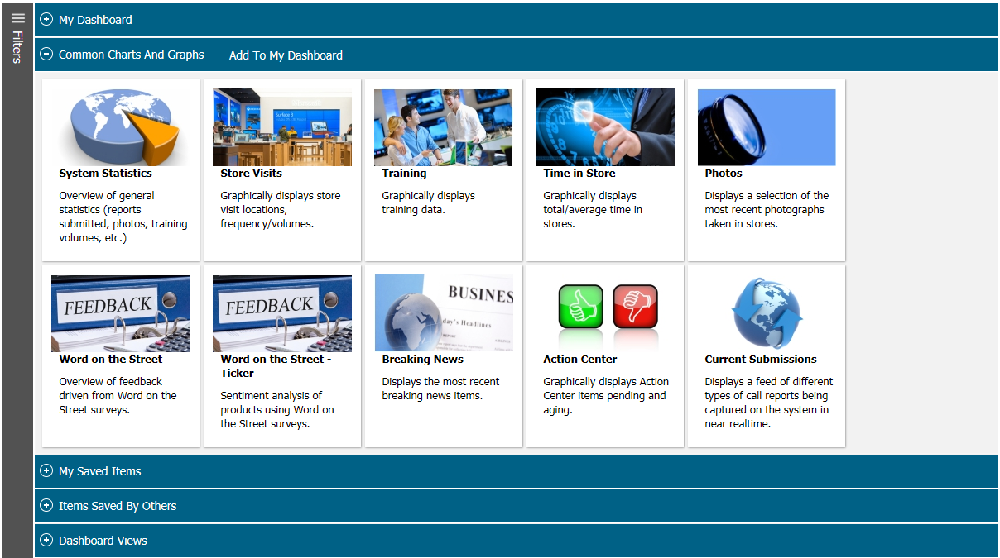 Filters
My Dashboard
Common Charts And Graphs
Add To My Dashboard
Surface 3
System Statistics
Overview of general
statistics (reports
submitted, photos, training
volumes, etc.)
Store Visits
Graphically displays store
visit locations,
frequency/volumes.
Training
Graphically displays
training data.
Time in Store
Graphically displays
total/average time in
stores.
Photos
Displays a selection of the
most recent photographs
taken in stores.
FEEDBACK
Word on the Street
Overview of feedback
driven from Word on the
Street surveys.
FEEDBACK
Word on the Street -
Ticker
Sentiment analysis of
products using Word on
the Street surveys.
BUSINES
day's Headlines
Breaking News
Displays the most recent
breaking news items.
Action Center
Graphically displays Action
Center items pending and
aging.
Current Submissions
Displays a feed of different
types of call reports being
captured on the system in
near realtime.
My Saved Items
Items Saved By Others
Dashboard Views